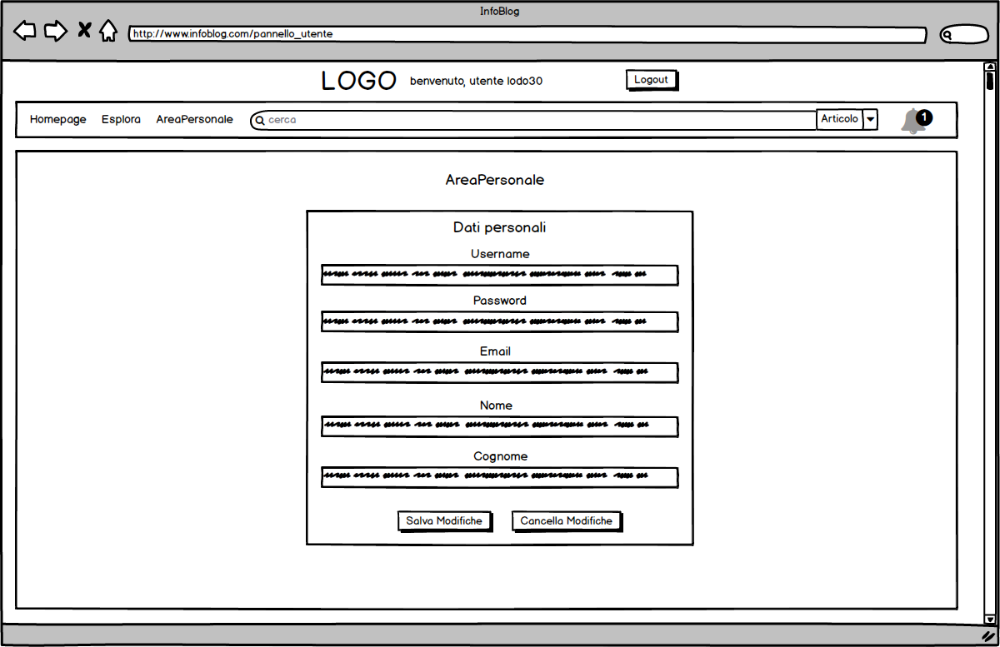 InfoBlog
http://www.infoblog.com/pannello_utente
LOGO benvenuto, utente lodo30 Logout
Homepage Esplora AreaPersonale cerca Articolo 1
AreaPersonale
Dati personali
Username
Password
Email
Nome
Cognome
Salva Modifiche Cancella Modifiche